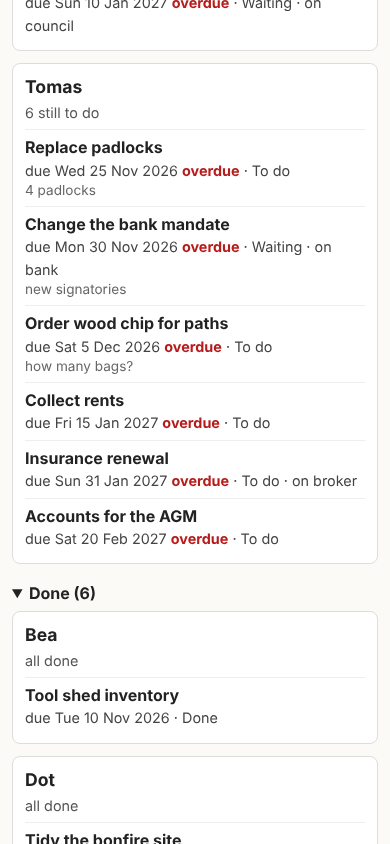 due Sun 10 Jan 2027 overdue · Waiting · on
council
Tomas
6 still to do
Replace padlocks
due Wed 25 Nov 2026 overdue · To do
4 padlocks
Change the bank mandate
due Mon 30 Nov 2026 overdue · Waiting · on
bank
new signatories
Order wood chip for paths
due Sat 5 Dec 2026 overdue · To do
how many bags?
Collect rents
due Fri 15 Jan 2027 overdue · To do
Insurance renewal
due Sun 31 Jan 2027 overdue · To do · on broker
Accounts for the AGM
due Sat 20 Feb 2027 overdue · To do
▼ Done (6)
Bea
all done
Tool shed inventory
due Tue 10 Nov 2026 · Done
Dot
all done
Tidy the bonfire site